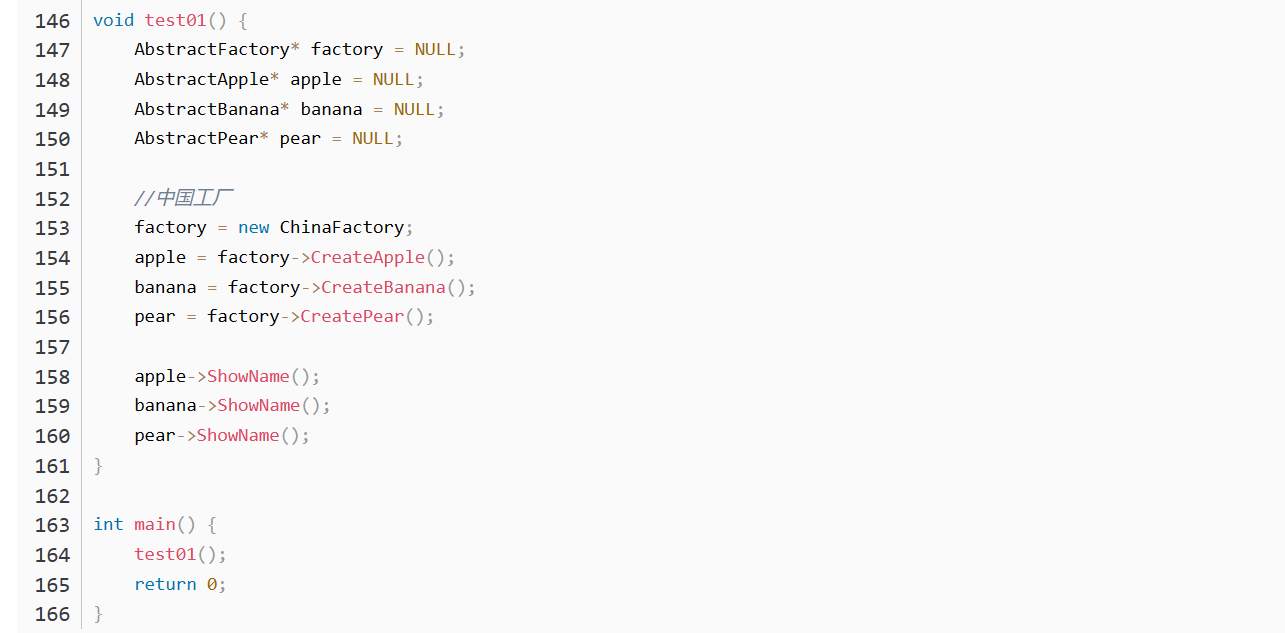 146 void test01() {
147     AbstractFactory* factory = NULL;
148     AbstractApple* apple = NULL;
149     AbstractBanana* banana = NULL;
150     AbstractPear* pear = NULL;
151
152     //中国工厂
153     factory = new ChinaFactory;
154     apple = factory->CreateApple();
155     banana = factory->CreateBanana();
156     pear = factory->CreatePear();
157
158     apple->ShowName();
159     banana->ShowName();
160     pear->ShowName();
161 }
162
163 int main() {
164     test01();
165     return 0;
166 }